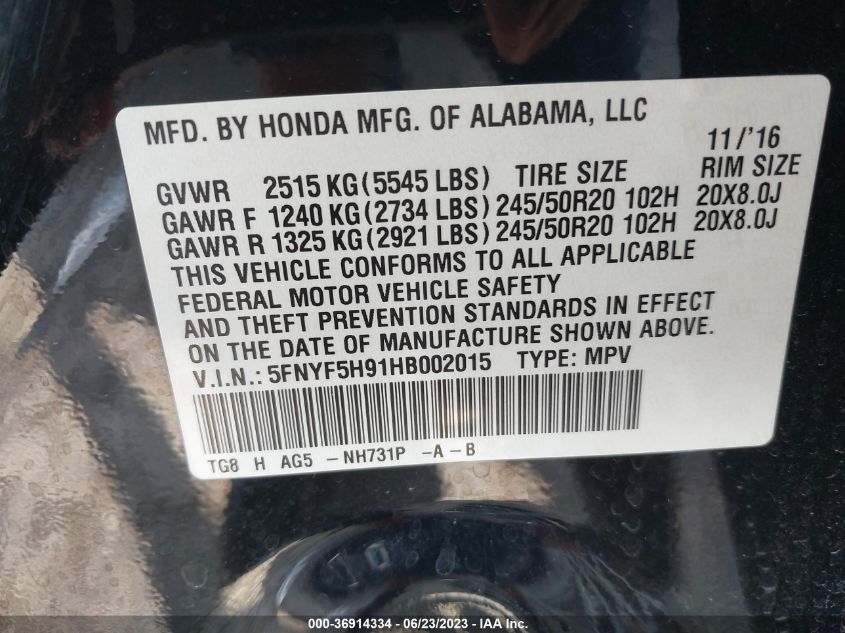 MFD. BY HONDA MFG. OF ALABAMA, LLC
11/'16
GVWR 2515 KG (5545 LBS) TIRE SIZE RIM SIZE
GAWR F 1240 KG (2734 LBS) 245/50R20 102H 20X8.0J
GAWR R 1325 KG (2921 LBS) 245/50R20 102H 20X8.0J
THIS VEHICLE CONFORMS TO ALL APPLICABLE
FEDERAL MOTOR VEHICLE SAFETY
AND THEFT PREVENTION STANDARDS IN EFFECT
ON THE DATE OF MANUFACTURE SHOWN ABOVE.
V.I.N.: 5FNYF5H91HB002015 TYPE: MPV
TG8 H AG5 -NH731P -A-B
000-36914334 - 06/23/2023 - IAA Inc.